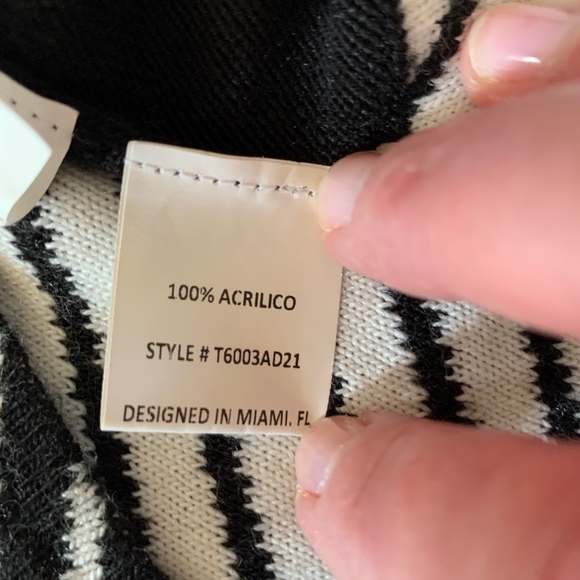 100% ACRILICO
STYLE # T6003AD21
DESIGNED IN MIAMI, FL